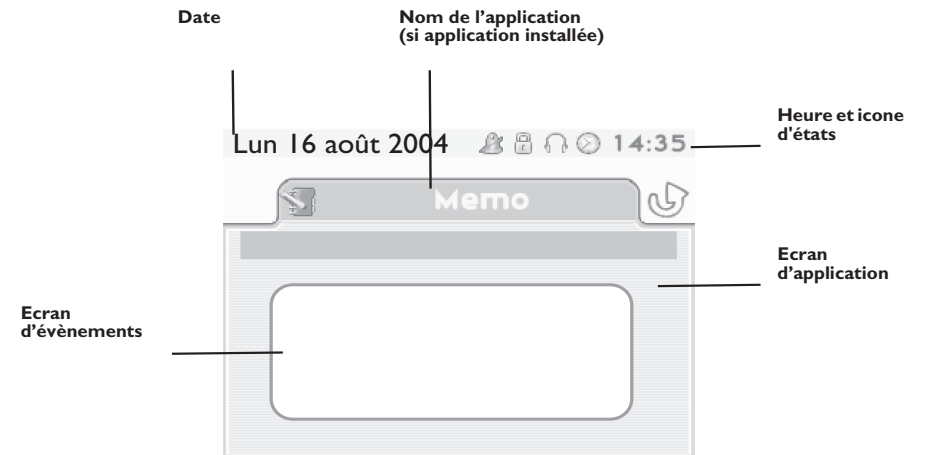 Date
Nom de l’application
(si application installée)
Heure et icone
d'états
Lun 16 août 2004 14:35
Memo
Ecran
d’application
Ecran
d’évènements